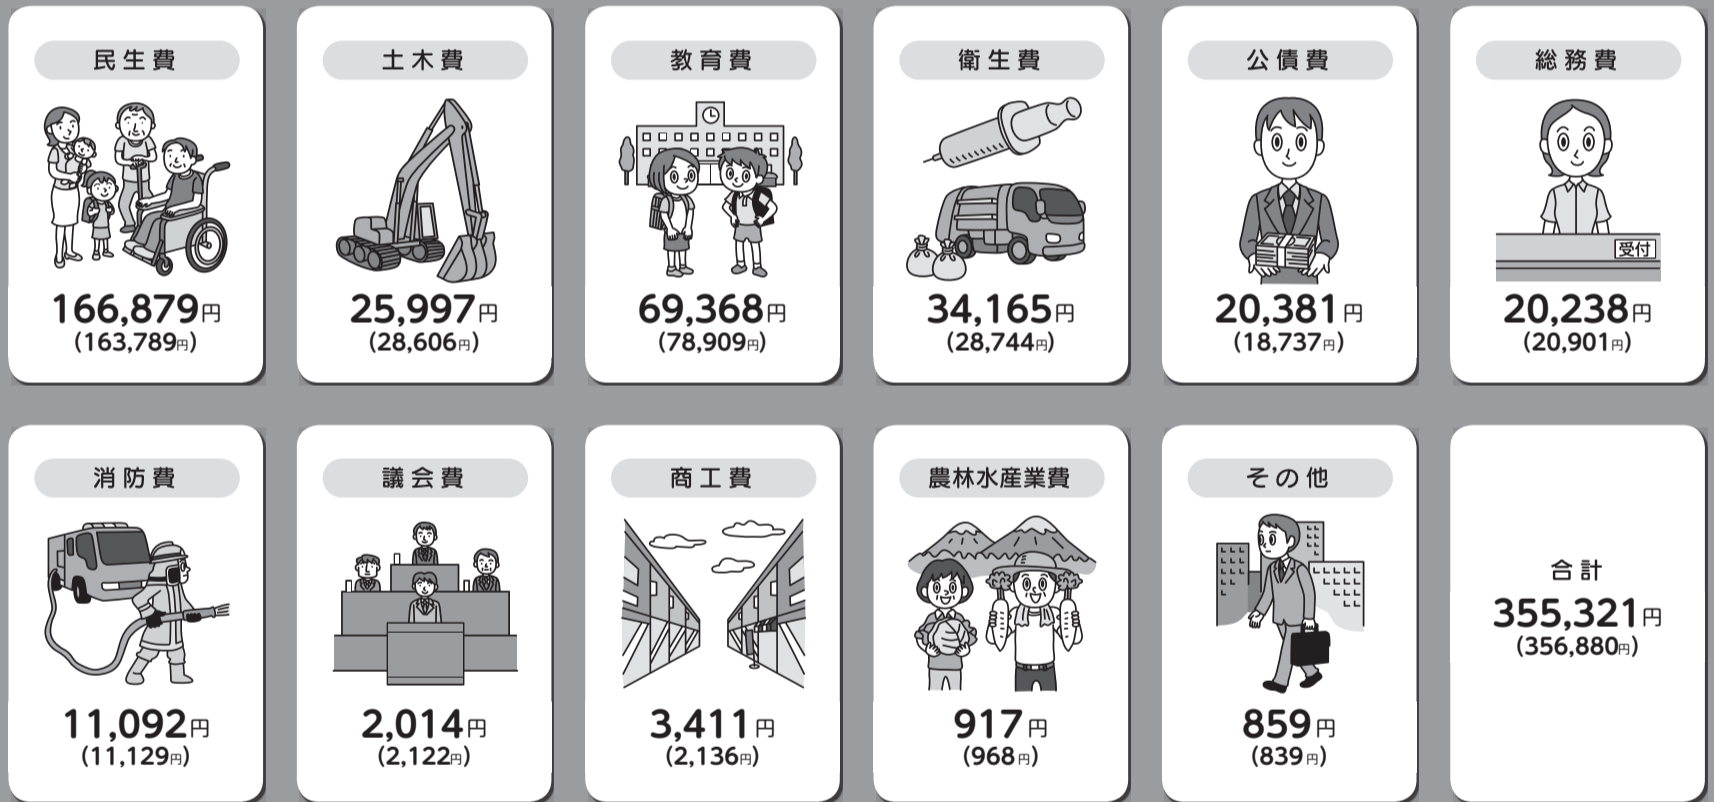 民生費
166,879円
(163,789円)
土木費
25,997円
(28,606円)
教育費
69,368円
(78,909円)
衛生費
34,165円
(28,744円)
公債費
20,381円
(18,737円)
総務費
受付
20,238円
(20,901円)
消防費
11,092円
(11,129円)
議会費
2,014円
(2,122円)
商工費
3,411円
(2,136円)
農林水産業費
917円
(968円)
その他
859円
(839円)
合計
355,321円
(356,880円)